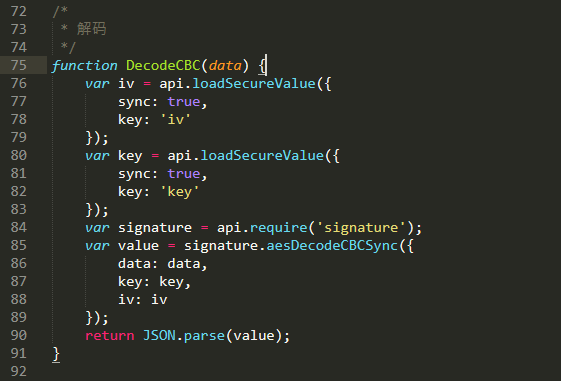 72 /*
73  * 解码
74  */
75 function DecodeCBC(data) {
76     var iv = api.loadSecureValue({
77         sync: true,
78         key: 'iv'
79     });
80     var key = api.loadSecureValue({
81         sync: true,
82         key: 'key'
83     });
84     var signature = api.require('signature');
85     var value = signature.aesDecodeCBCSync({
86         data: data,
87         key: key,
88         iv: iv
89     });
90     return JSON.parse(value);
91 }
92